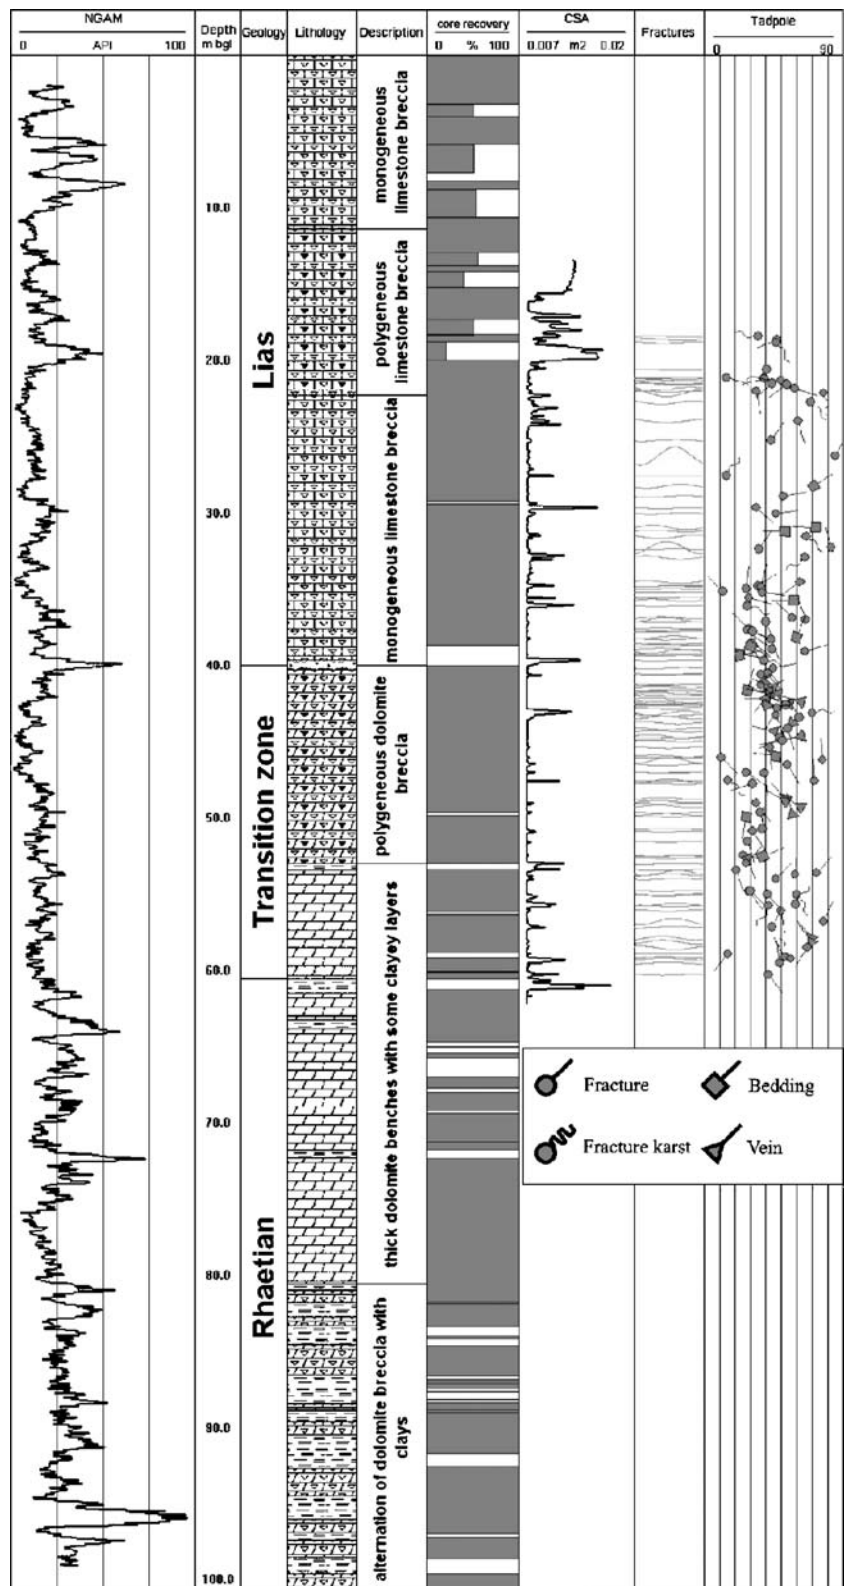 NGAM
0 API 100
Depth
m bgl
Geology
Lithology
Description
core recovery
0 % 100
CSA
0.007 m2 0.02
Fractures
Tadpole
0 90
10.0
20.0
30.0
40.0
50.0
60.0
70.0
80.0
90.0
100.0
Lias
Transition zone
Rhaetian
monogeneous
limestone breccia
polygeneous
limestone breccia
monogeneous limestone breccia
polygeneous dolomite
breccia
thick dolomite benches with some clayey layers
alternation of dolomite breccia with
clays
Fracture
Bedding
Fracture karst
Vein